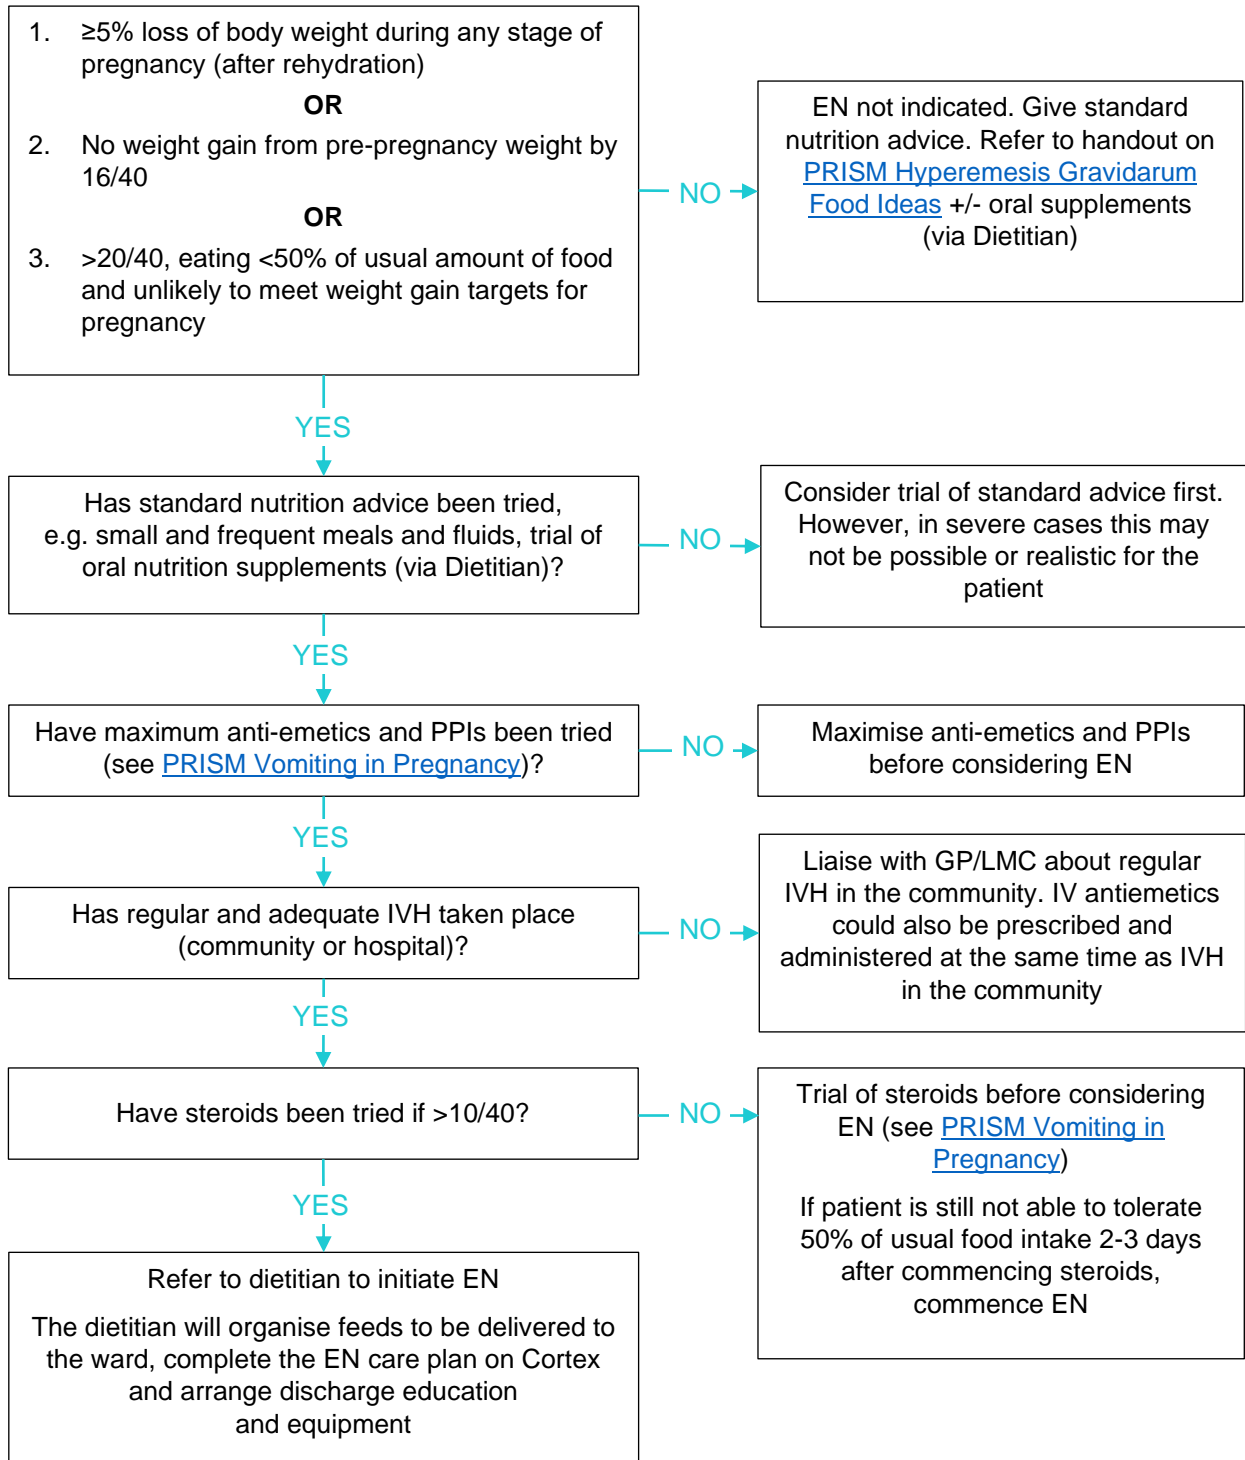 1. ≥5% loss of body weight during any stage of
pregnancy (after rehydration)
OR
2. No weight gain from pre-pregnancy weight by
16/40
OR
3. >20/40, eating <50% of usual amount of food
and unlikely to meet weight gain targets for
pregnancy
NO
EN not indicated. Give standard
nutrition advice. Refer to handout on
PRISM Hyperemesis Gravidarum
Food Ideas +/- oral supplements
(via Dietitian)
YES
Has standard nutrition advice been tried,
e.g. small and frequent meals and fluids, trial of
oral nutrition supplements (via Dietitian)?
NO
Consider trial of standard advice first.
However, in severe cases this may
not be possible or realistic for the
patient
YES
Have maximum anti-emetics and PPIs been tried
(see PRISM Vomiting in Pregnancy)?
NO
Maximise anti-emetics and PPIs
before considering EN
YES
Has regular and adequate IVH taken place
(community or hospital)?
NO
Liaise with GP/LMC about regular
IVH in the community. IV antiemetics
could also be prescribed and
administered at the same time as IVH
in the community
YES
Have steroids been tried if >10/40?
NO
Trial of steroids before considering
EN (see PRISM Vomiting in
Pregnancy)
If patient is still not able to tolerate
50% of usual food intake 2-3 days
after commencing steroids,
commence EN
YES
Refer to dietitian to initiate EN
The dietitian will organise feeds to be delivered to
the ward, complete the EN care plan on Cortex
and arrange discharge education
and equipment